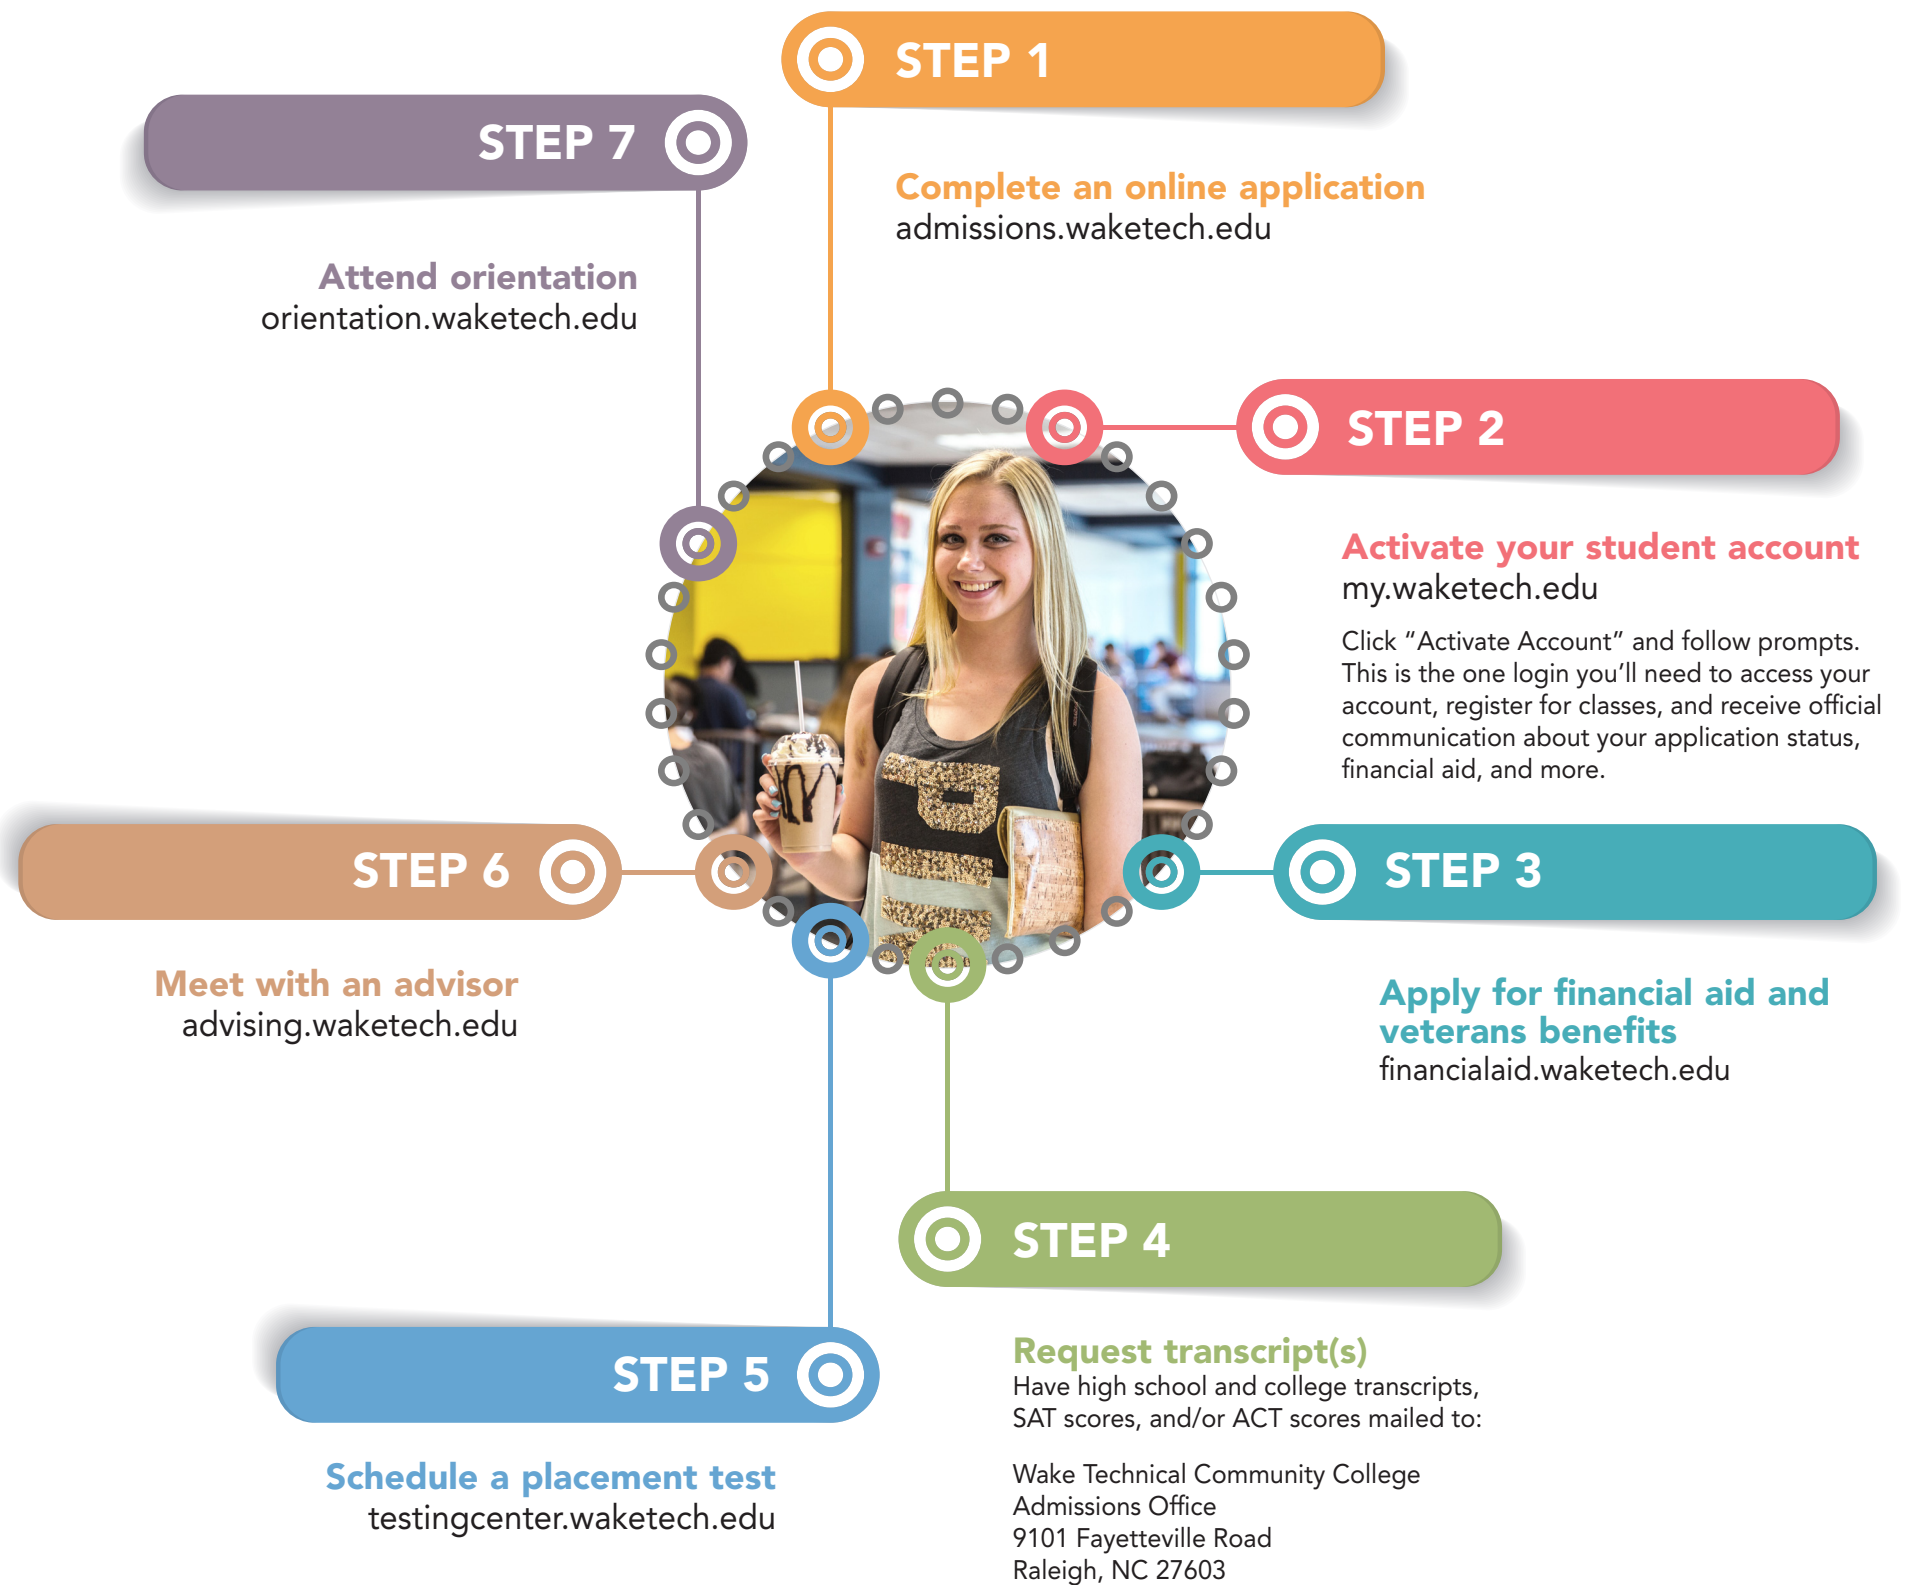 STEP 1
Complete an online application
admissions.waketech.edu
STEP 2
Activate your student account
my.waketech.edu
Click “Activate Account” and follow prompts.
This is the one login you’ll need to access your
account, register for classes, and receive official
communication about your application status,
financial aid, and more.
STEP 3
Apply for financial aid and
veterans benefits
financialaid.waketech.edu
STEP 4
Request transcript(s)
Have high school and college transcripts,
SAT scores, and/or ACT scores mailed to:
Wake Technical Community College
Admissions Office
9101 Fayetteville Road
Raleigh, NC 27603
STEP 5
Schedule a placement test
testingcenter.waketech.edu
STEP 6
Meet with an advisor
advising.waketech.edu
STEP 7
Attend orientation
orientation.waketech.edu